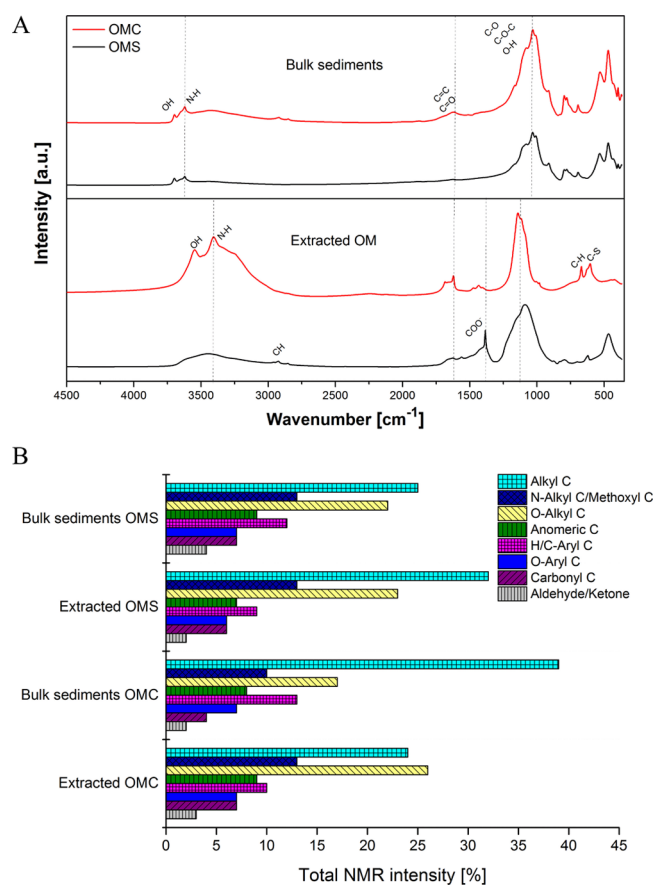 A
OMC
OMS
Bulk sediments
C-O
C-O-C
O-H
OH
N-H
C=C
C=O
Extracted OM
OH
N-H
C-H
C-S
CH
COO
Intensity [a.u.]
4500 3500 3000 2500 2000 1500 1000 500
Wavenumber [cm-1]
B
Alkyl C
N-Alkyl C/Methoxyl C
O-Alkyl C
Anomeric C
H/C-Aryl C
O-Aryl C
Carbonyl C
Aldehyde/Ketone
Bulk sediments OMS
Extracted OMS
Bulk sediments OMC
Extracted OMC
0 5 10 15 20 25 30 35 40 45
Total NMR intensity [%]